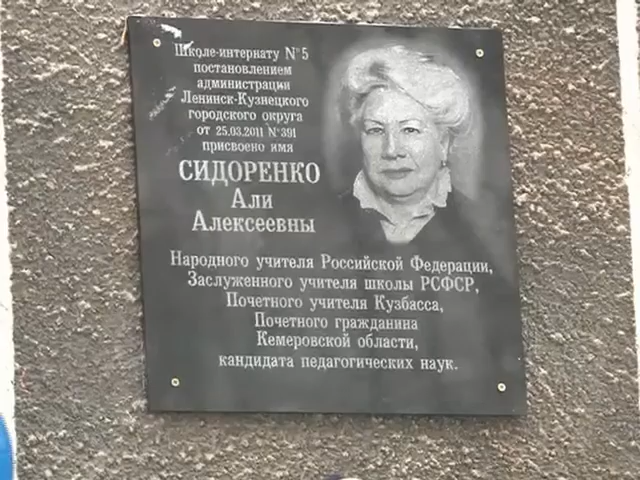 Школе-интернату №5
постановлением
администрации
Ленинск-Кузнецкого
городского округа
от 25.03.2011 №391
присвоено имя
СИДОРЕНКО
Али
Алексеевны
Народного учителя Российской Федерации,
Заслуженного учителя школы РСФСР,
Почетного учителя Кузбасса,
Почетного гражданина
Кемеровской области,
кандидата педагогических наук.